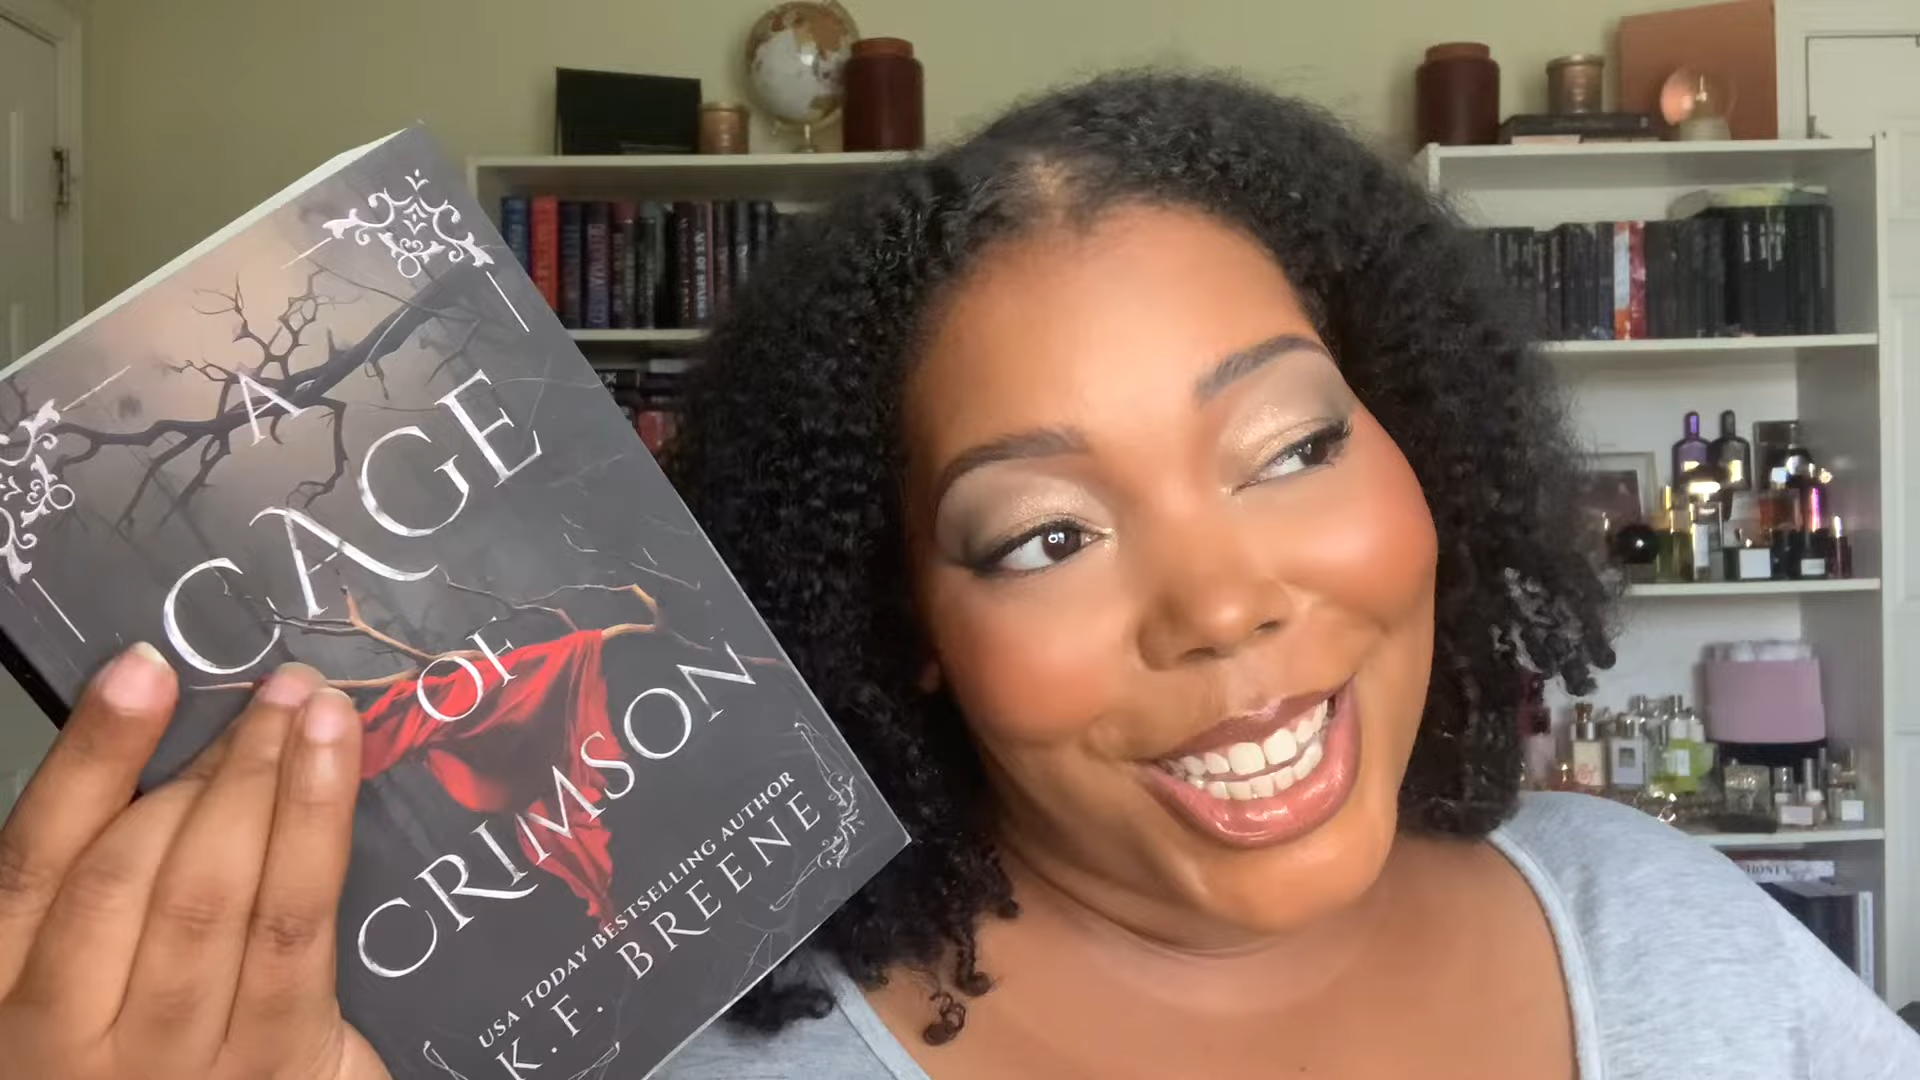 A
CAGE
OF
CRIMSON
USA TODAY BESTSELLING AUTHOR
K. F. BREENE